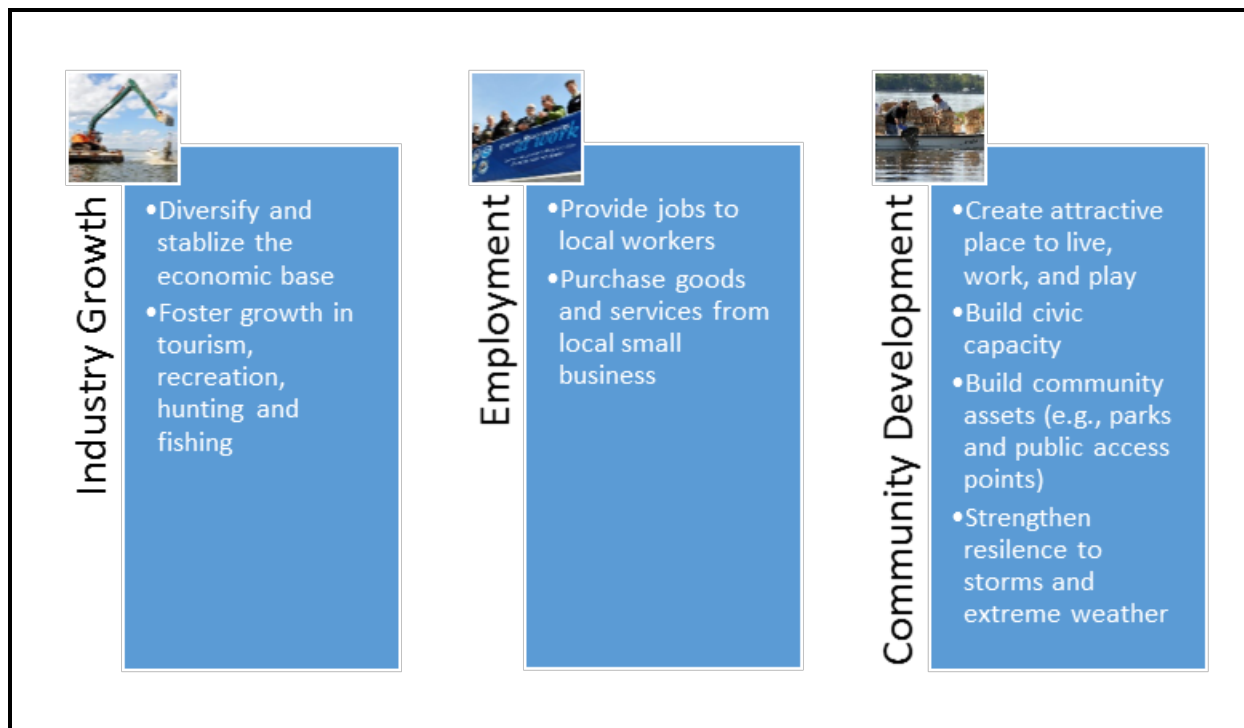 Industry Growth
•Diversify and
stablize the
economic base
•Foster growth in
tourism,
recreation,
hunting and
fishing
Employment
at work
•Provide jobs to
local workers
•Purchase goods
and services from
local small
business
Community Development
•Create attractive
place to live,
work, and play
•Build civic
capacity
•Build community
assets (e.g., parks
and public access
points)
•Strengthen
resilence to
storms and
extreme weather